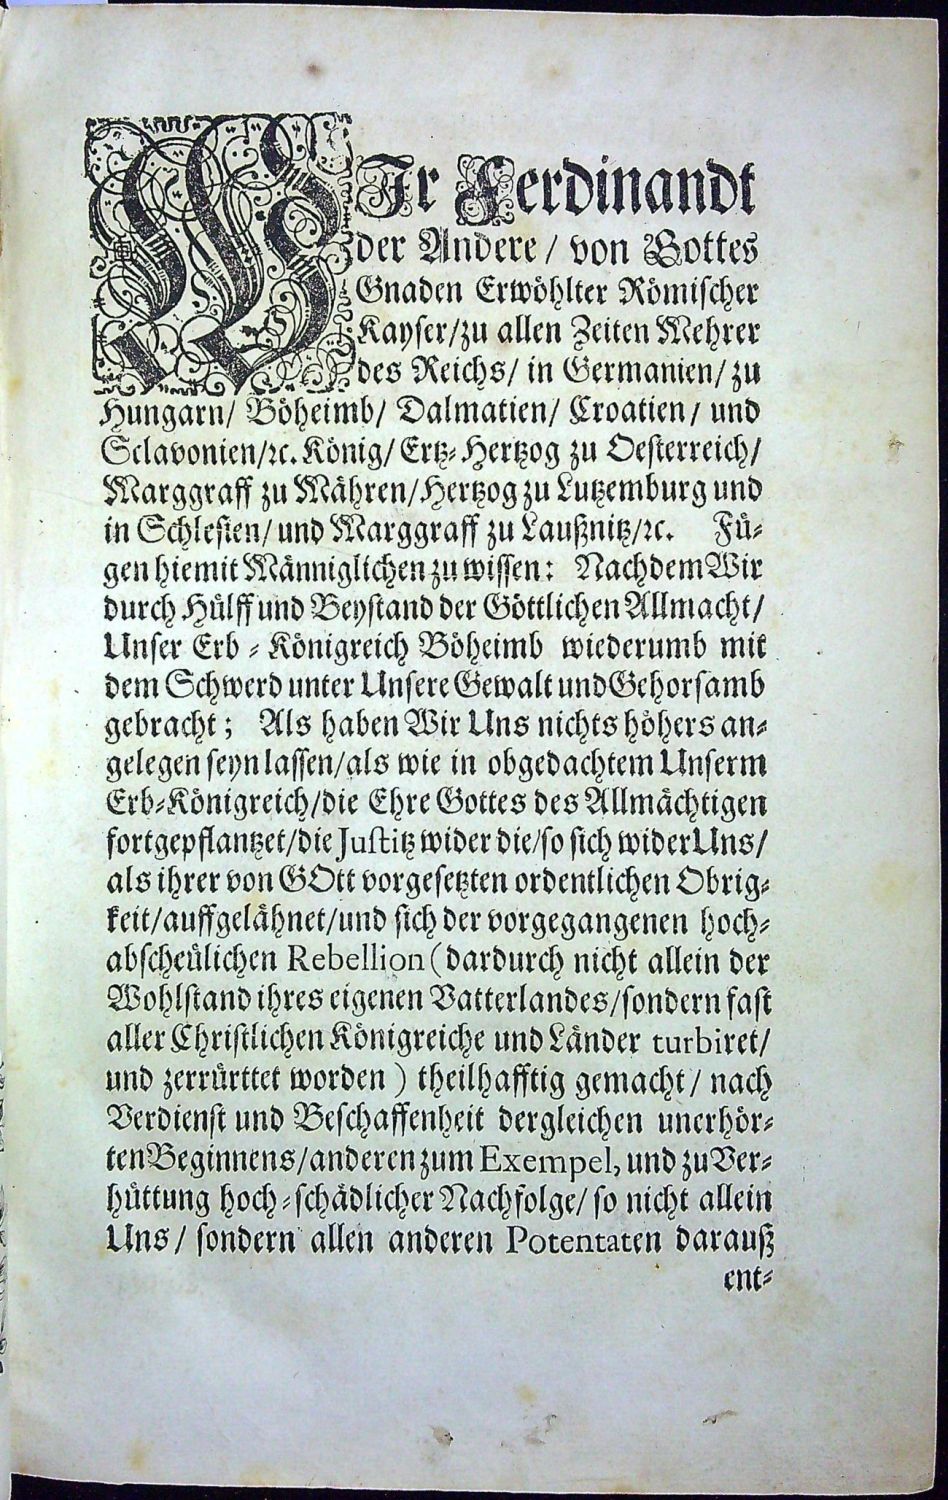 WIr Ferdinandt
der Andere / von Gottes
Gnaden Erwöhlter Römischer
Kayser/zu allen Zeiten Mehrer
des Reichs/ in Germanien/ zu
Hungarn/ Böheimb/ Dalmatien/ Croatien/ und
Sclavonien/ꝛc. König/ Ertz-Hertzog zu Oesterreich/
Marggraff zu Mähren/Hertzog zu Lutzemburg und
in Schlesien/ und Marggraff zu Laußnitz/ꝛc. Fü-
gen hiemit Männiglichen zu wissen: Nachdem Wir
durch Hülff und Beystand der Göttlichen Allmacht/
Unser Erb-Königreich Böheimb wiederumb mit
dem Schwerd unter Unsere Gewalt und Gehorsamb
gebracht; Als haben Wir Uns nichts höhers an-
gelegen seyn lassen/als wie in obgedachtem Unserm
Erb-Königreich/die Ehre Gottes des Allmächtigen
fortgepflantzet/die Justitz wider die/so sich wider Uns/
als ihrer von GOtt vorgesetzten ordentlichen Obrig-
keit/auffgelähnet/und sich der vorgegangenen hoch-
abscheülichen Rebellion (dardurch nicht allein der
Wohlstand ihres eigenen Vatterlandes/sondern fast
aller Christlichen Königreiche und Länder turbiret/
und zerrürttet worden) theilhafftig gemacht/ nach
Verdienst und Beschaffenheit dergleichen unerhör-
ten Beginnens/anderen zum Exempel, und zu Ver-
hüttung hoch-schädlicher Nachfolge/ so nicht allein
Uns/ sondern allen anderen Potentaten darauß
ent-